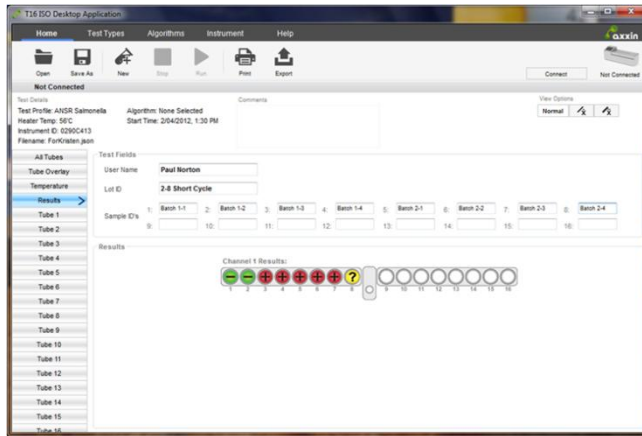 T16 ISO Desktop Application
Home Test Types Algorithms Instrument Help
axxin
Open Save As New Stop Run Print Export
Connect Not Connected
Not Connected
Test Details
Comments
View Options
Test Profile: ANSR Salmonella Algorithm: None Selected
Normal
Heater Temp: 56'C Start Time: 2/04/2012, 1:30 PM
Instrument ID: 0290C413
Filename: ForKristen.json
All Tubes
Tube Overlay
Temperature
Results
Tube 1
Tube 2
Tube 3
Tube 4
Tube 5
Tube 6
Tube 7
Tube 8
Tube 9
Tube 10
Tube 11
Tube 12
Tube 13
Tube 14
Tube 15
Tube 16
Test Fields
User Name Paul Norton
Lot ID 2-8 Short Cycle
Sample ID's
1: Batch 1-1 2: Batch 1-2 3: Batch 1-3 4: Batch 1-4 5: Batch 2-1 6: Batch 2-2 7: Batch 2-3 8: Batch 2-4
9: 10: 11: 12: 13: 14: 15: 16:
Results
Channel 1 Results:
1 2 3 4 5 6 7 8 9 10 11 12 13 14 15 16